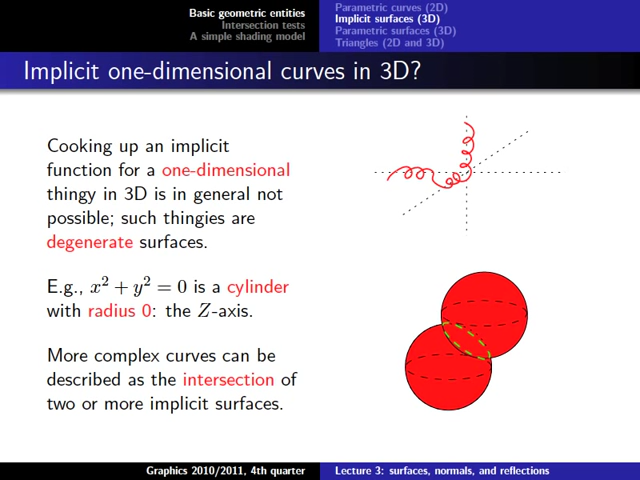 Basic geometric entities
Intersection tests
A simple shading model
Parametric curves (2D)
Implicit surfaces (3D)
Parametric surfaces (3D)
Triangles (2D and 3D)
Implicit one-dimensional curves in 3D?
Cooking up an implicit
function for a one-dimensional
thingy in 3D is in general not
possible; such thingies are
degenerate surfaces.
E.g., x² + y² = 0 is a cylinder
with radius 0: the Z-axis.
More complex curves can be
described as the intersection of
two or more implicit surfaces.
Graphics 2010/2011, 4th quarter
Lecture 3: surfaces, normals, and reflections